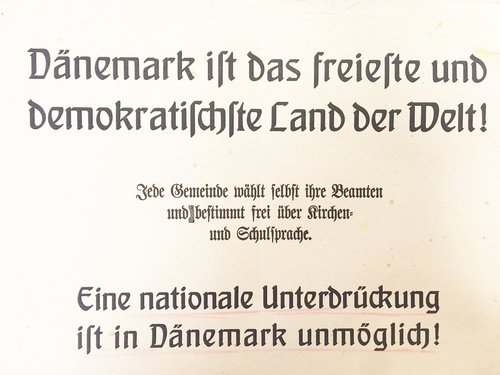 Dänemark ist das freieste und
demokratischste Land der Welt!
Jede Gemeinde wählt selbst ihre Beamten
und bestimmt frei über Kirchen-
und Schulsprache.
Eine nationale Unterdrückung
ist in Dänemark unmöglich!